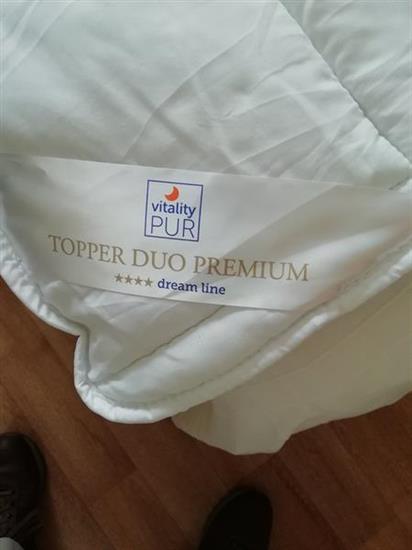 vitality
PUR
TOPPER DUO PREMIUM
★★★★ dream line